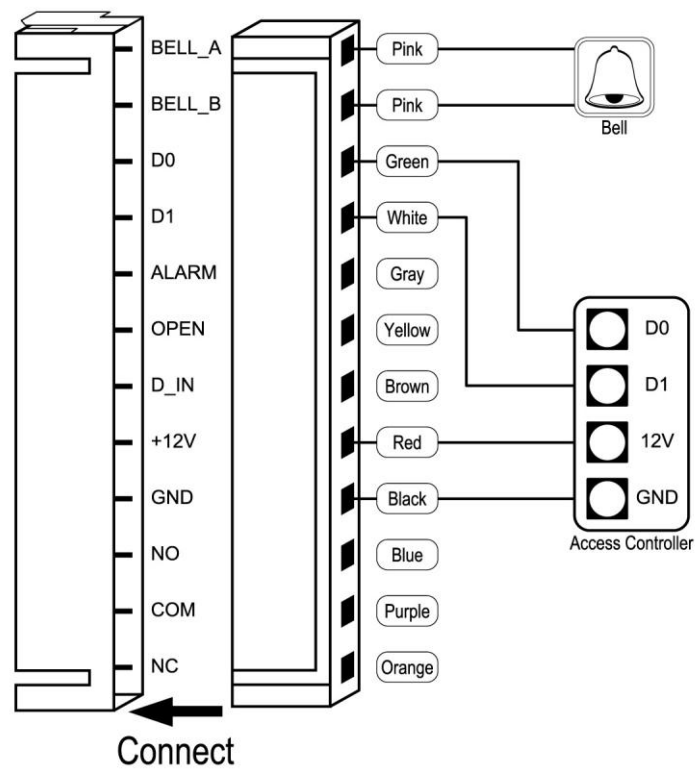 BELL_A Pink
BELL_B Pink
Bell
D0 Green
D1 White
ALARM Gray
OPEN Yellow
D0
D_IN Brown
D1
+12V Red 12V
GND Black GND
Access Controller
NO Blue
COM Purple
NC Orange
Connect